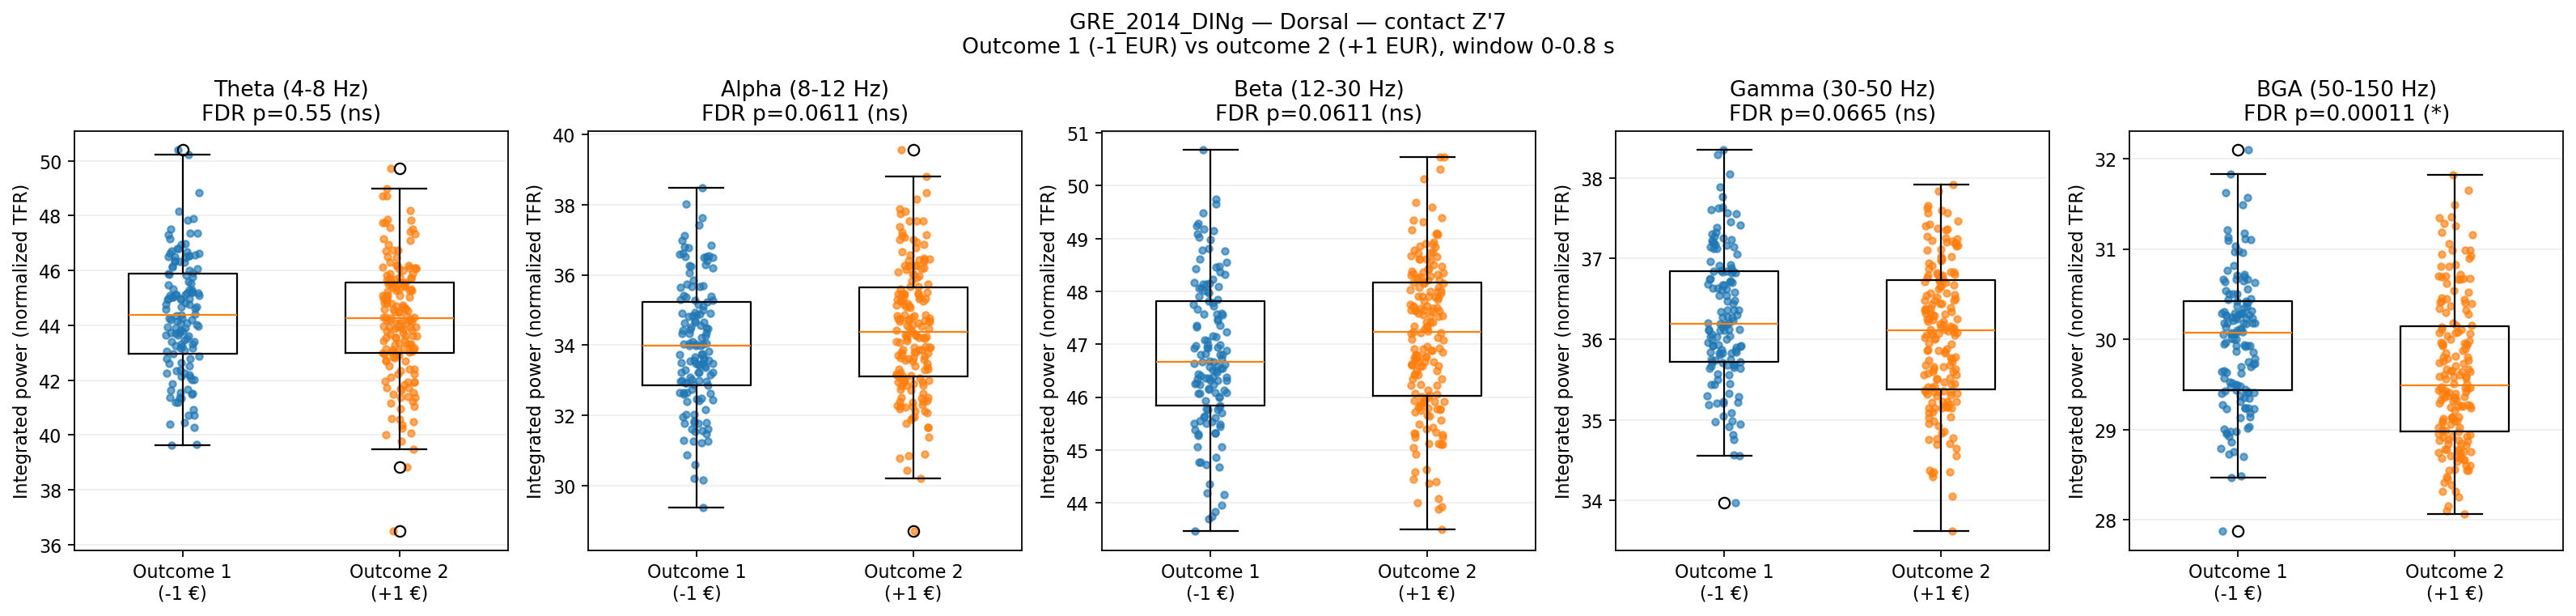 GRE_2014_DINg — Dorsal — contact Z'7
Outcome 1 (-1 EUR) vs outcome 2 (+1 EUR), window 0-0.8 s
Theta (4-8 Hz)
FDR p=0.55 (ns)
Integrated power (normalized TFR)
50
48
46
44
42
40
38
36
Outcome 1
(-1 €)
Outcome 2
(+1 €)
Alpha (8-12 Hz)
FDR p=0.0611 (ns)
Integrated power (normalized TFR)
40
38
36
34
32
30
Outcome 1
(-1 €)
Outcome 2
(+1 €)
Beta (12-30 Hz)
FDR p=0.0611 (ns)
Integrated power (normalized TFR)
51
50
49
48
47
46
45
44
Outcome 1
(-1 €)
Outcome 2
(+1 €)
Gamma (30-50 Hz)
FDR p=0.0665 (ns)
Integrated power (normalized TFR)
38
37
36
35
34
Outcome 1
(-1 €)
Outcome 2
(+1 €)
BGA (50-150 Hz)
FDR p=0.00011 (*)
Integrated power (normalized TFR)
32
31
30
29
28
Outcome 1
(-1 €)
Outcome 2
(+1 €)